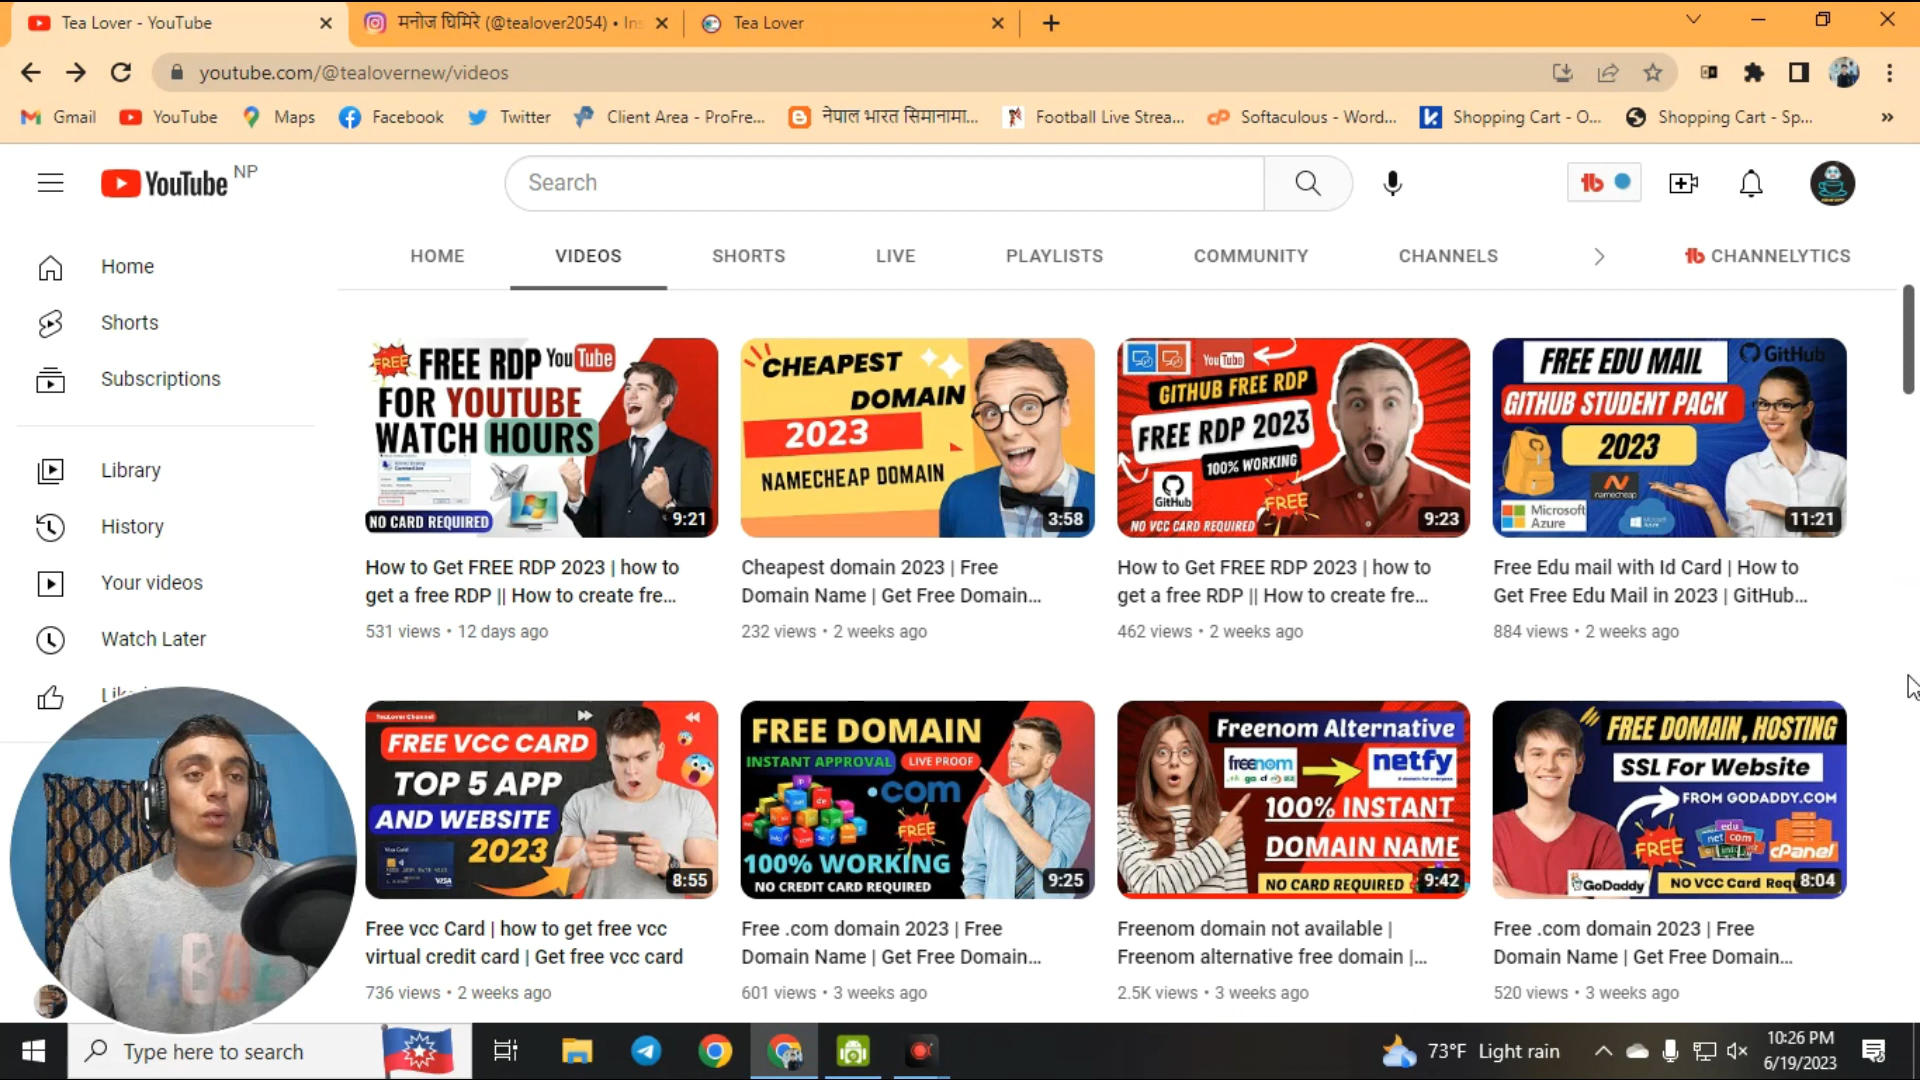 Tea Lover - YouTube
मनोज घिमिरे (@tealover2054) • Ins
Tea Lover
youtube.com/@tealovernew/videos
Gmail
YouTube
Maps
Facebook
Twitter
Client Area - ProFre...
नेपाल भारत सिमानामा...
Football Live Strea...
Softaculous - Word...
Shopping Cart - O...
Shopping Cart - Sp...
YouTube NP
Search
Home
Shorts
Subscriptions
Library
History
Your videos
Watch Later
HOME
VIDEOS
SHORTS
LIVE
PLAYLISTS
COMMUNITY
CHANNELS
CHANNELYTICS
FREE
FREE RDP YouTube
FOR YOUTUBE
WATCH HOURS
NO CARD REQUIRED
9:21
How to Get FREE RDP 2023 | how to
get a free RDP || How to create fre...
531 views • 12 days ago
CHEAPEST
DOMAIN
2023
NAMECHEAP DOMAIN
3:58
Cheapest domain 2023 | Free
Domain Name | Get Free Domain...
232 views • 2 weeks ago
YouTube
GITHUB FREE RDP
FREE RDP 2023
100% WORKING
GitHub
FREE
NO VCC CARD REQUIRED
9:23
How to Get FREE RDP 2023 | how to
get a free RDP || How to create fre...
462 views • 2 weeks ago
FREE EDU MAIL
GitHub
GITHUB STUDENT PACK
2023
namecheap
Microsoft
Azure
11:21
Free Edu mail with Id Card | How to
Get Free Edu Mail in 2023 | GitHub...
884 views • 2 weeks ago
TeaLover Channel
FREE VCC CARD
TOP 5 APP
AND WEBSITE
2023
VISA
8:55
Free vcc Card | how to get free vcc
virtual credit card | Get free vcc card
736 views • 2 weeks ago
FREE DOMAIN
INSTANT APPROVAL
LIVE PROOF
.com
FREE
100% WORKING
NO CREDIT CARD REQUIRED
9:25
Free .com domain 2023 | Free
Domain Name | Get Free Domain...
601 views • 3 weeks ago
Freenom Alternative
freenom
netfy
100% INSTANT
DOMAIN NAME
NO CARD REQUIRED
9:42
Freenom domain not available |
Freenom alternative free domain |...
2.5K views • 3 weeks ago
FREE DOMAIN, HOSTING
SSL For Website
FROM GODADDY.COM
FREE
edu
net com
cPanel
GoDaddy
NO VCC Card Req
8:04
Free .com domain 2023 | Free
Domain Name | Get Free Domain...
520 views • 3 weeks ago
Type here to search
73°F Light rain
10:26 PM
6/19/2023